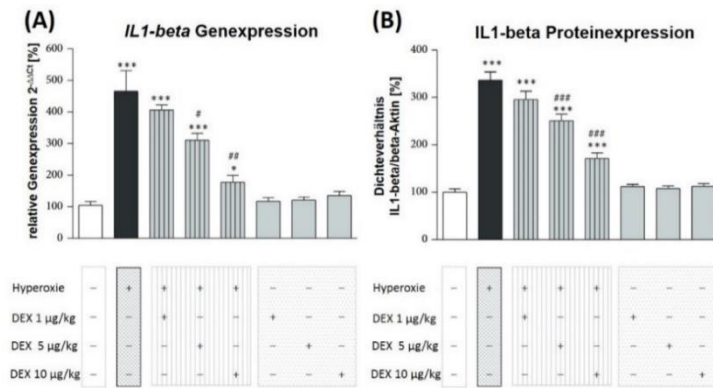 (A)
IL1-beta Genexpression
relative Genexpression 2^-ΔΔCt [%]
600
500
400
300
200
100
0
***
***
#
***
##
*
Hyperoxie – + + + + – – –
DEX 1 µg/kg – – + – – + – –
DEX 5 µg/kg – – – + – – + –
DEX 10 µg/kg – – – – + – – +
(B)
IL1-beta Proteinexpression
Dichteverhältnis
IL1-beta/beta-Aktin [%]
400
300
200
100
0
***
***
###
***
###
***
Hyperoxie – + + + + – – –
DEX 1 µg/kg – – + – – + – –
DEX 5 µg/kg – – – + – – + –
DEX 10 µg/kg – – – – + – – +